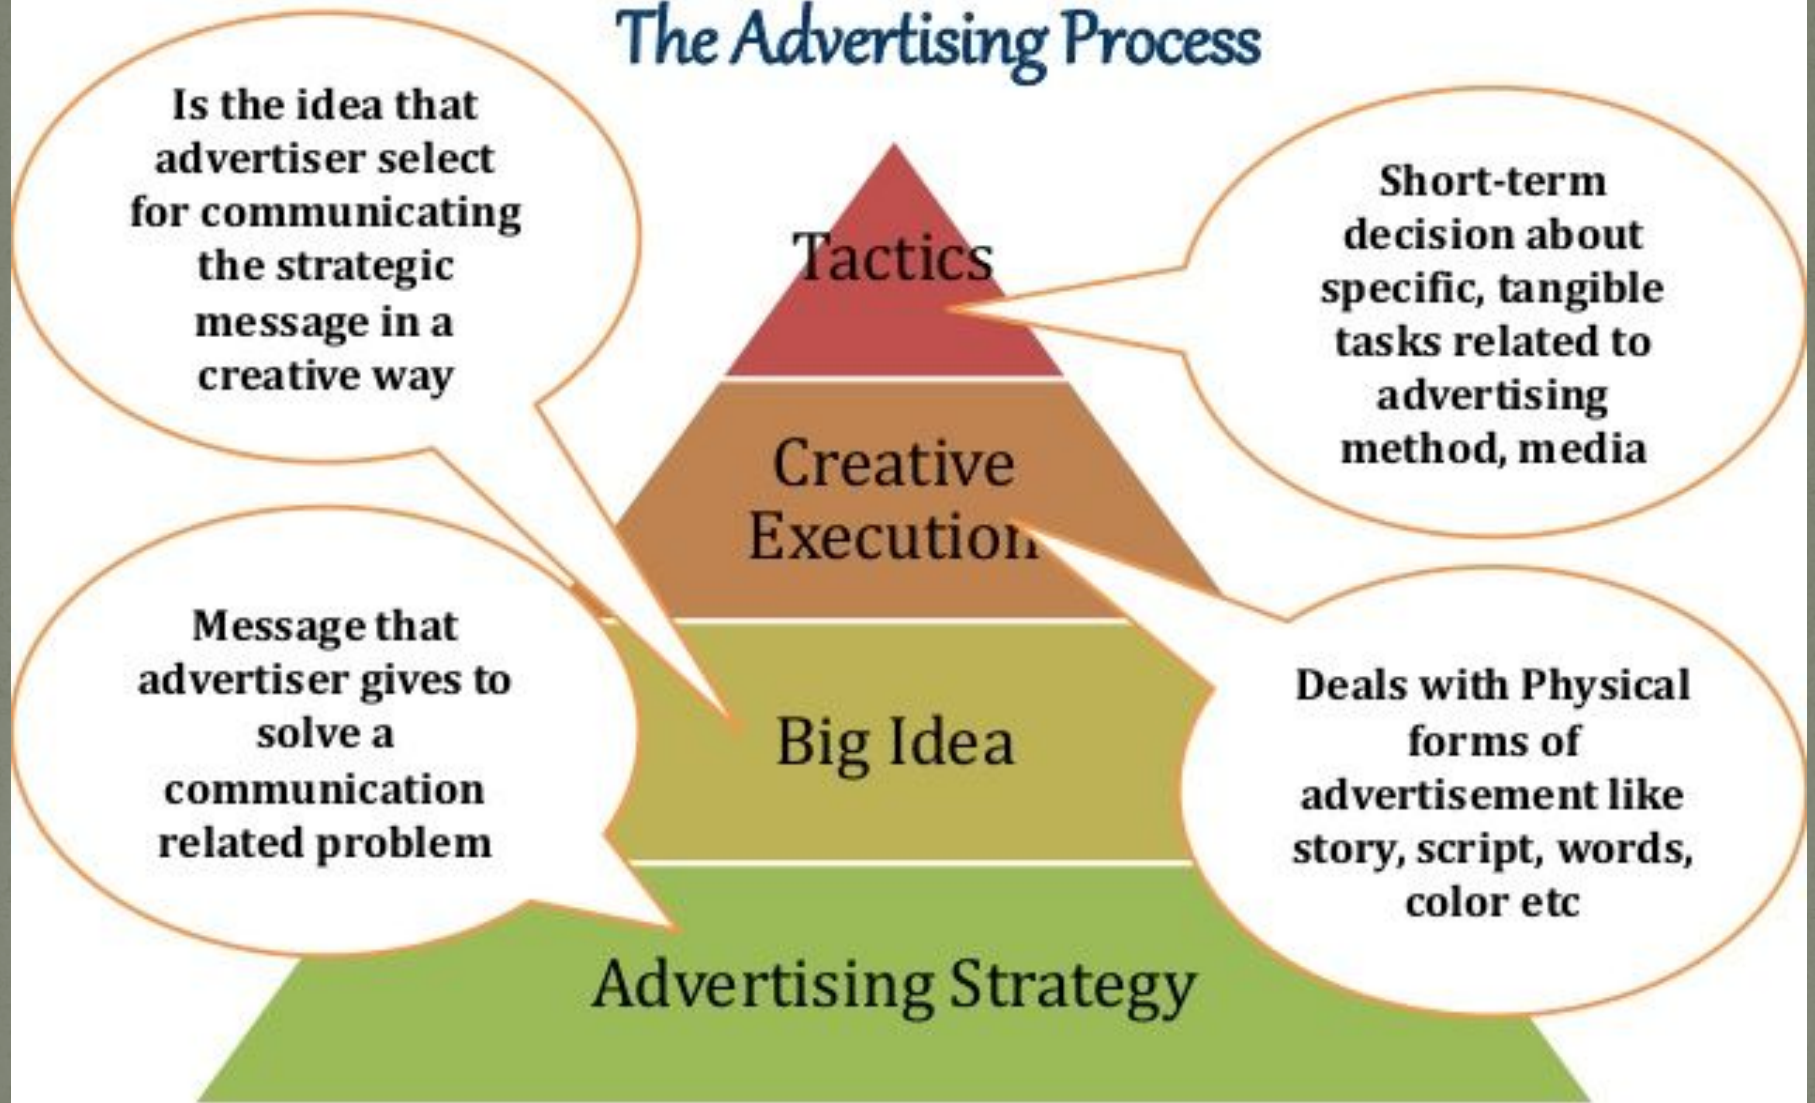 The Advertising Process
Is the idea that
advertiser select
for communicating
the strategic
message in a
creative way
Short-term
decision about
specific, tangible
tasks related to
advertising
method, media
Tactics
Creative
Execution
Message that
advertiser gives to
solve a
communication
related problem
Big Idea
Deals with Physical
forms of
advertisement like
story, script, words,
color etc
Advertising Strategy